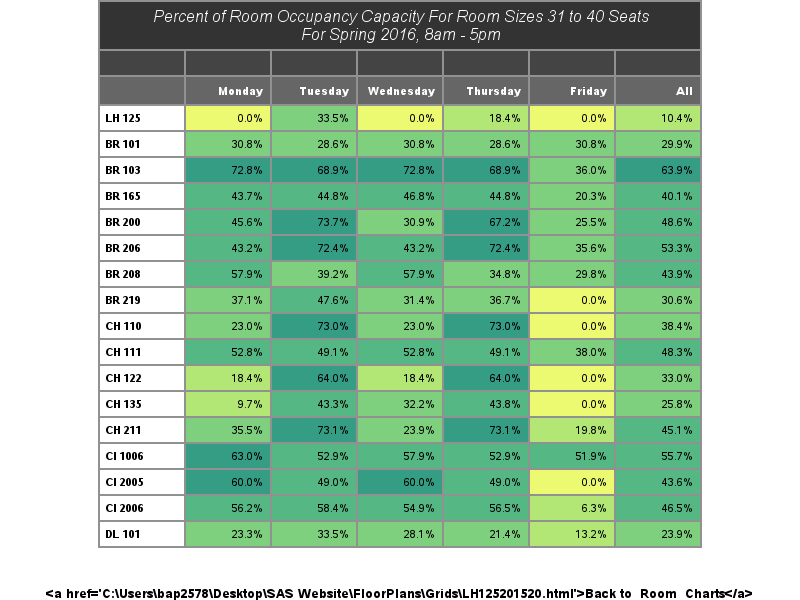 Percent of Room Occupancy Capacity For Room Sizes 31 to 40 Seats
For Spring 2016, 8am - 5pm
Monday Tuesday Wednesday Thursday Friday All
LH 125 0.0% 33.5% 0.0% 18.4% 0.0% 10.4%
BR 101 30.8% 28.6% 30.8% 28.6% 30.8% 29.9%
BR 103 72.8% 68.9% 72.8% 68.9% 36.0% 63.9%
BR 165 43.7% 44.8% 46.8% 44.8% 20.3% 40.1%
BR 200 45.6% 73.7% 30.9% 67.2% 25.5% 48.6%
BR 206 43.2% 72.4% 43.2% 72.4% 35.6% 53.3%
BR 208 57.9% 39.2% 57.9% 34.8% 29.8% 43.9%
BR 219 37.1% 47.6% 31.4% 36.7% 0.0% 30.6%
CH 110 23.0% 73.0% 23.0% 73.0% 0.0% 38.4%
CH 111 52.8% 49.1% 52.8% 49.1% 38.0% 48.3%
CH 122 18.4% 64.0% 18.4% 64.0% 0.0% 33.0%
CH 135 9.7% 43.3% 32.2% 43.8% 0.0% 25.8%
CH 211 35.5% 73.1% 23.9% 73.1% 19.8% 45.1%
CI 1006 63.0% 52.9% 57.9% 52.9% 51.9% 55.7%
CI 2005 60.0% 49.0% 60.0% 49.0% 0.0% 43.6%
CI 2006 56.2% 58.4% 54.9% 56.5% 6.3% 46.5%
DL 101 23.3% 33.5% 28.1% 21.4% 13.2% 23.9%
<a href='C:\Users\bap2578\Desktop\SAS Website\FloorPlans\Grids\LH125201520.html'>Back to Room Charts</a>